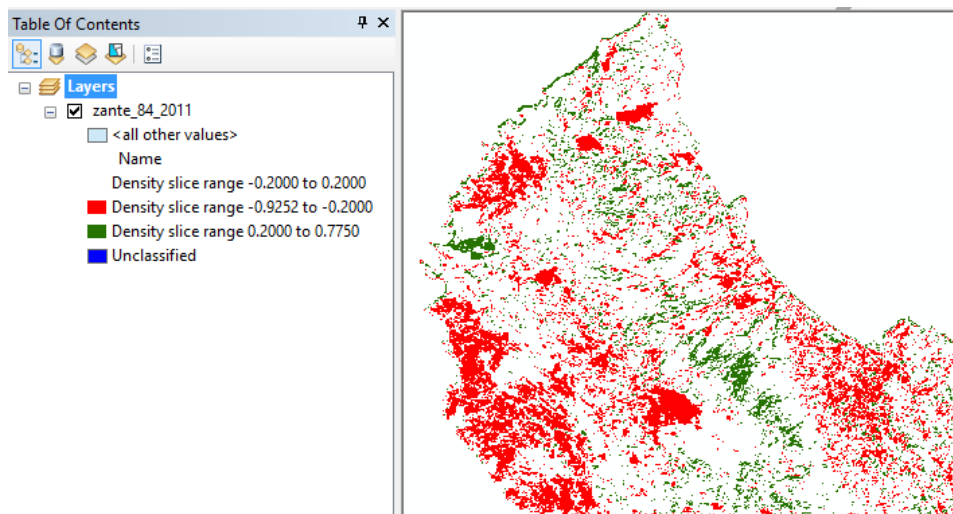 Table Of Contents
Layers
zante_84_2011
<all other values>
Name
Density slice range -0.2000 to 0.2000
Density slice range -0.9252 to -0.2000
Density slice range 0.2000 to 0.7750
Unclassified